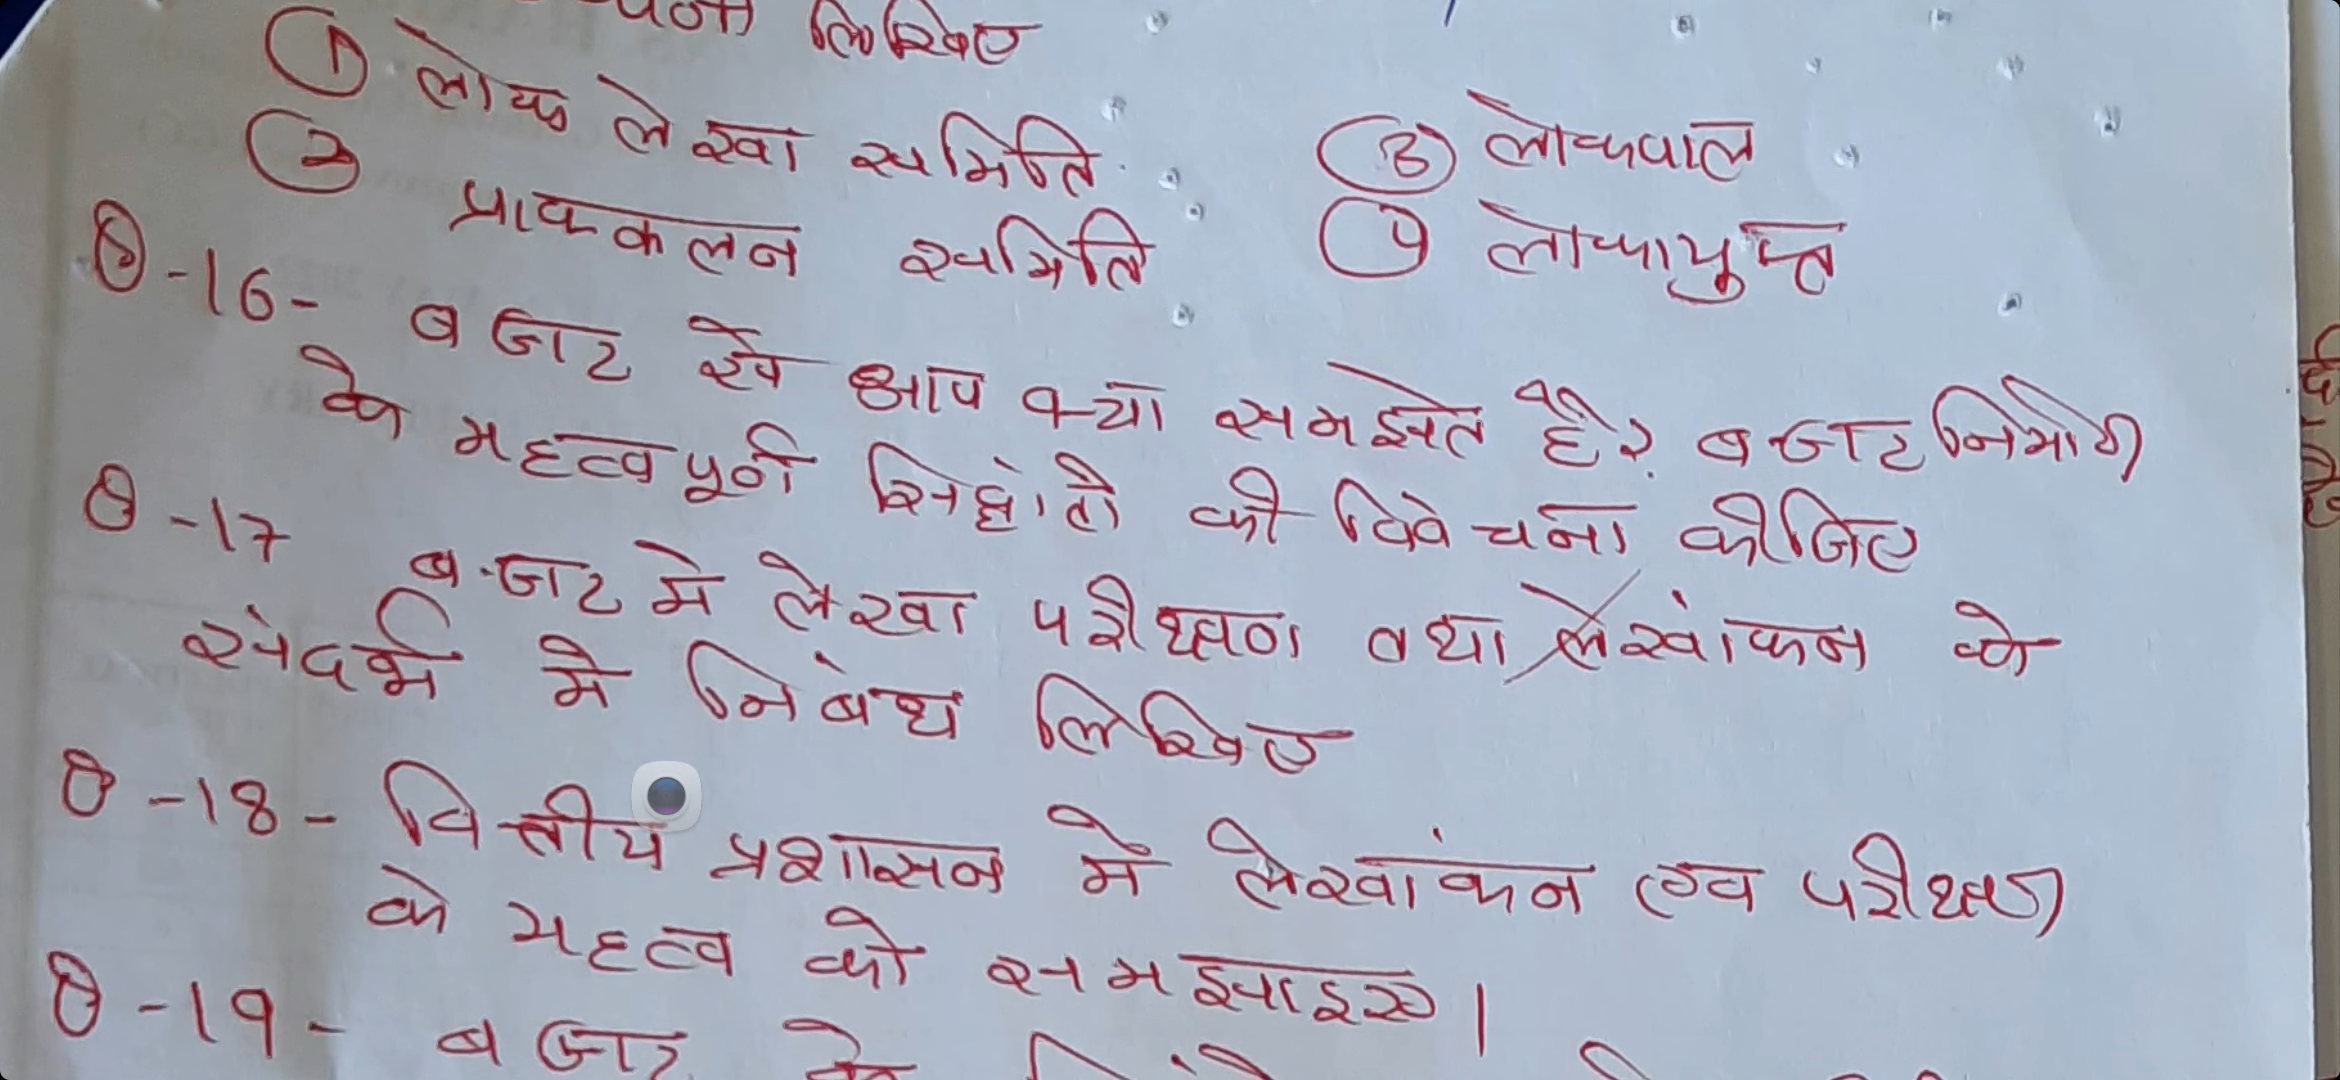 लिखिए
① लोक लेखा समिति ③ लोकपाल
② प्राक्कलन समिति ④ लोकायुक्त
Q-16- बजट से आप क्या समझते है? बजट निर्माण
के महत्वपूर्ण सिद्धांतो की विवेचना कीजिए
Q-17 बजट मे लेखा परीक्षण तथा लेखांकन के
संदर्भ मे निबंध लिखिए
Q-18- वित्तीय प्रशासन मे लेखांकन एव परीक्षण
के महत्व को समझाइए।
Q-19- बजट के